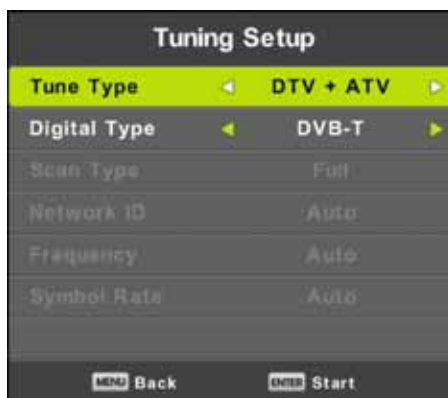 Tuning Setup
Tune Type DTV + ATV
Digital Type DVB-T
Scan Type Full
Network ID Auto
Frequency Auto
Symbol Rate Auto
MENU Back ENTER Start